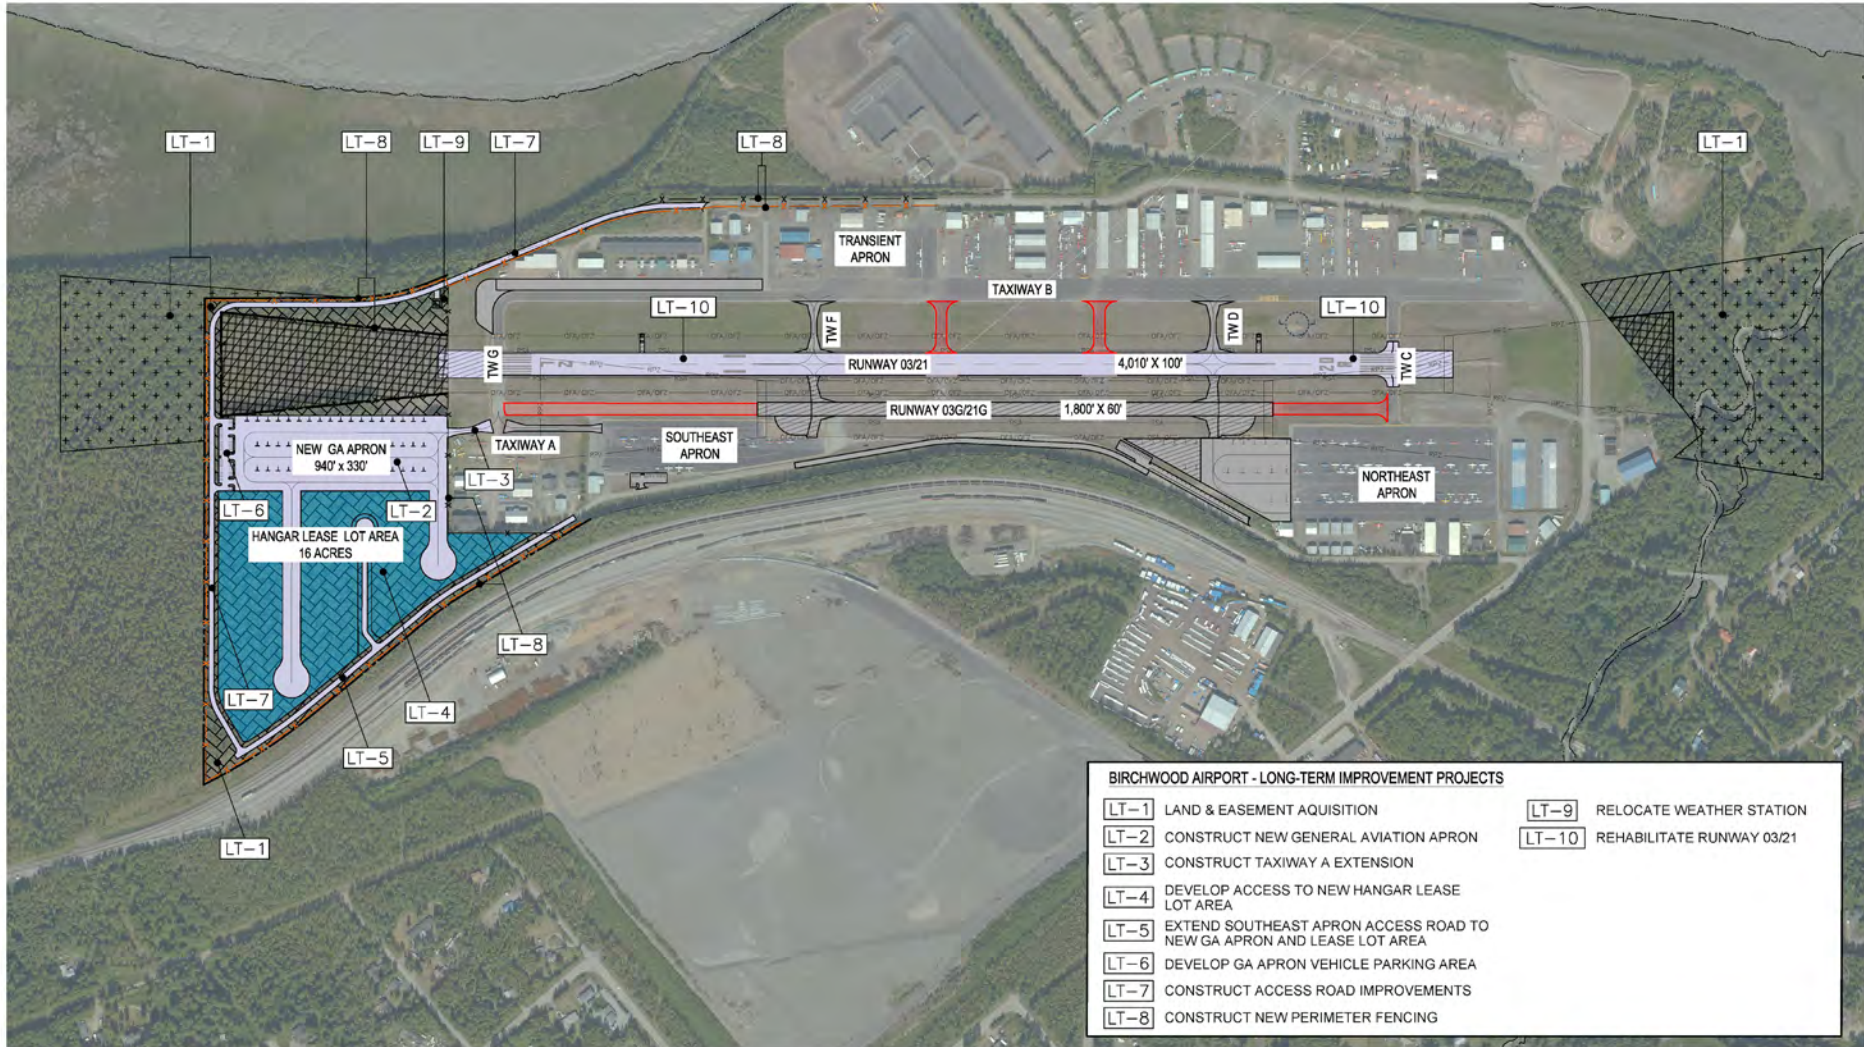 LT-1
LT-8
LT-9
LT-7
LT-8
LT-1
TRANSIENT
APRON
TAXIWAY B
LT-10
LT-10
TW F
TW D
TW G
TW C
RUNWAY 03/21
4,010' X 100'
RUNWAY 03G/21G
1,800' X 60'
TAXIWAY A
SOUTHEAST
APRON
NEW GA APRON
940' x 330'
LT-3
NORTHEAST
APRON
LT-6
LT-2
HANGAR LEASE LOT AREA
16 ACRES
LT-8
LT-7
LT-4
LT-5
LT-1
BIRCHWOOD AIRPORT - LONG-TERM IMPROVEMENT PROJECTS
LT-1 LAND & EASEMENT AQUISITION
LT-2 CONSTRUCT NEW GENERAL AVIATION APRON
LT-3 CONSTRUCT TAXIWAY A EXTENSION
LT-4 DEVELOP ACCESS TO NEW HANGAR LEASE
LOT AREA
LT-5 EXTEND SOUTHEAST APRON ACCESS ROAD TO
NEW GA APRON AND LEASE LOT AREA
LT-6 DEVELOP GA APRON VEHICLE PARKING AREA
LT-7 CONSTRUCT ACCESS ROAD IMPROVEMENTS
LT-8 CONSTRUCT NEW PERIMETER FENCING
LT-9 RELOCATE WEATHER STATION
LT-10 REHABILITATE RUNWAY 03/21